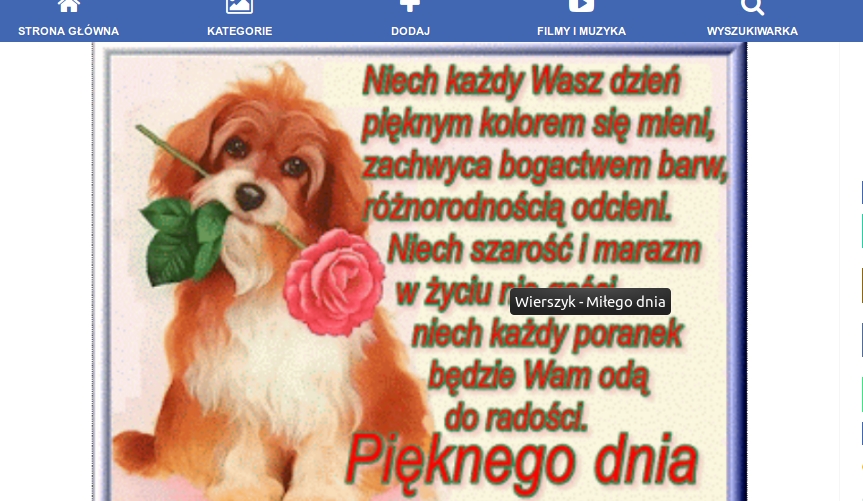 STRONA GŁÓWNA KATEGORIE DODAJ FILMY I MUZYKA WYSZUKIWARKA
Niech każdy Wasz dzień
pięknym kolorem się mieni,
zachwyca bogactwem barw,
różnorodnością odcieni.
Niech szarość i marazm
w życiu
Wierszyk - Miłego dnia
niech każdy poranek
będzie Wam odą
do radości.
Pięknego dnia